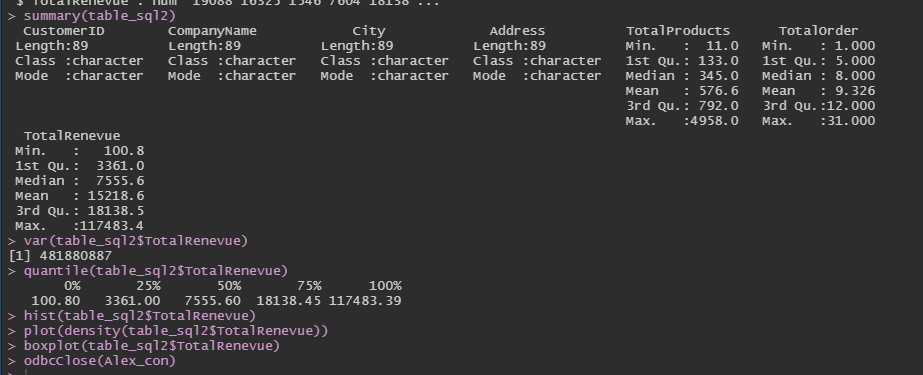 $ TotalRenevue : num 19088 16325 1546 7604 18138 ...
> summary(table_sql2)
CustomerID CompanyName City Address TotalProducts TotalOrder
Length:89 Length:89 Length:89 Length:89 Min. : 11.0 Min. : 1.000
Class :character Class :character Class :character Class :character 1st Qu.: 133.0 1st Qu.: 5.000
Mode :character Mode :character Mode :character Mode :character Median : 345.0 Median : 8.000
Mean : 576.6 Mean : 9.326
3rd Qu.: 792.0 3rd Qu.:12.000
Max. :4958.0 Max. :31.000
TotalRenevue
Min. : 100.8
1st Qu.: 3361.0
Median : 7555.6
Mean : 15218.6
3rd Qu.: 18138.5
Max. :117483.4
> var(table_sql2$TotalRenevue)
[1] 481880887
> quantile(table_sql2$TotalRenevue)
0% 25% 50% 75% 100%
100.80 3361.00 7555.60 18138.45 117483.39
> hist(table_sql2$TotalRenevue)
> plot(density(table_sql2$TotalRenevue))
> boxplot(table_sql2$TotalRenevue)
> odbcClose(Alex_con)
>